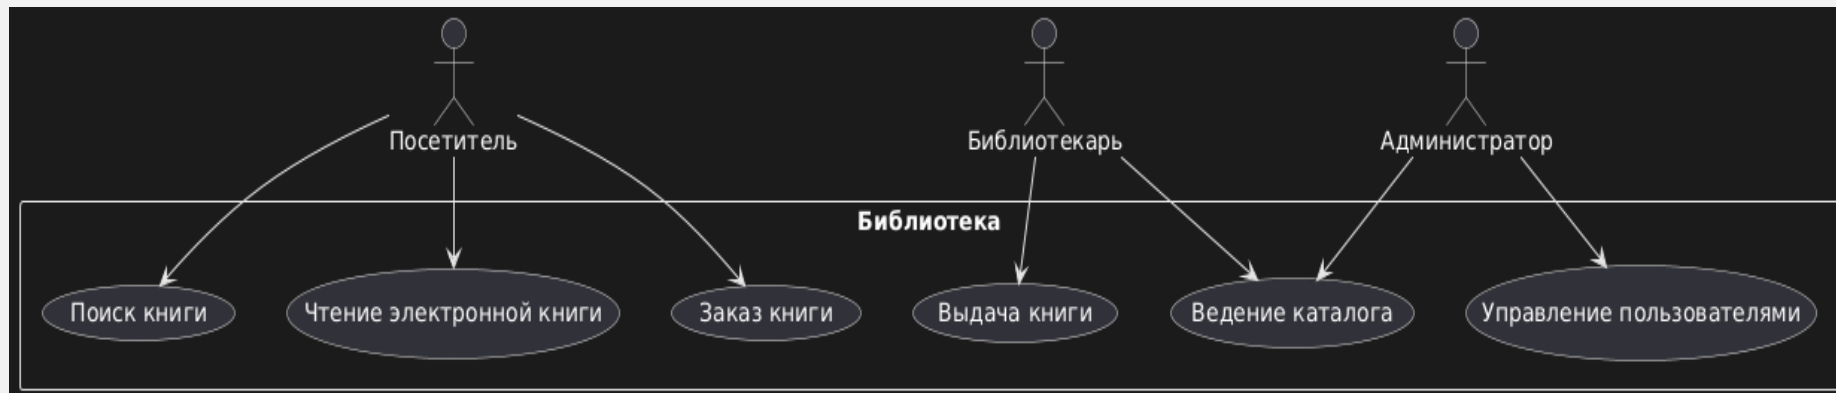 Посетитель
Библиотекарь
Администратор
Библиотека
Поиск книги
Чтение электронной книги
Заказ книги
Выдача книги
Ведение каталога
Управление пользователями